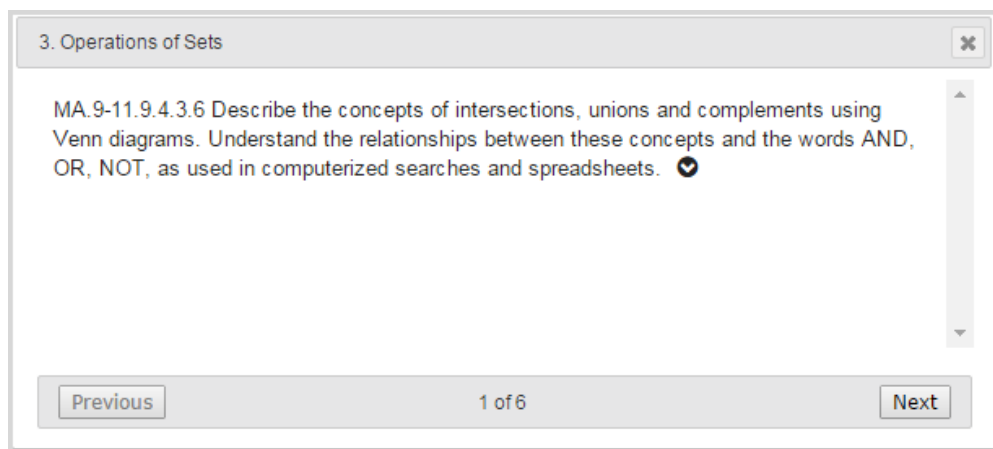 3. Operations of Sets
MA.9-11.9.4.3.6 Describe the concepts of intersections, unions and complements using
Venn diagrams. Understand the relationships between these concepts and the words AND,
OR, NOT, as used in computerized searches and spreadsheets.
Previous
1 of 6
Next